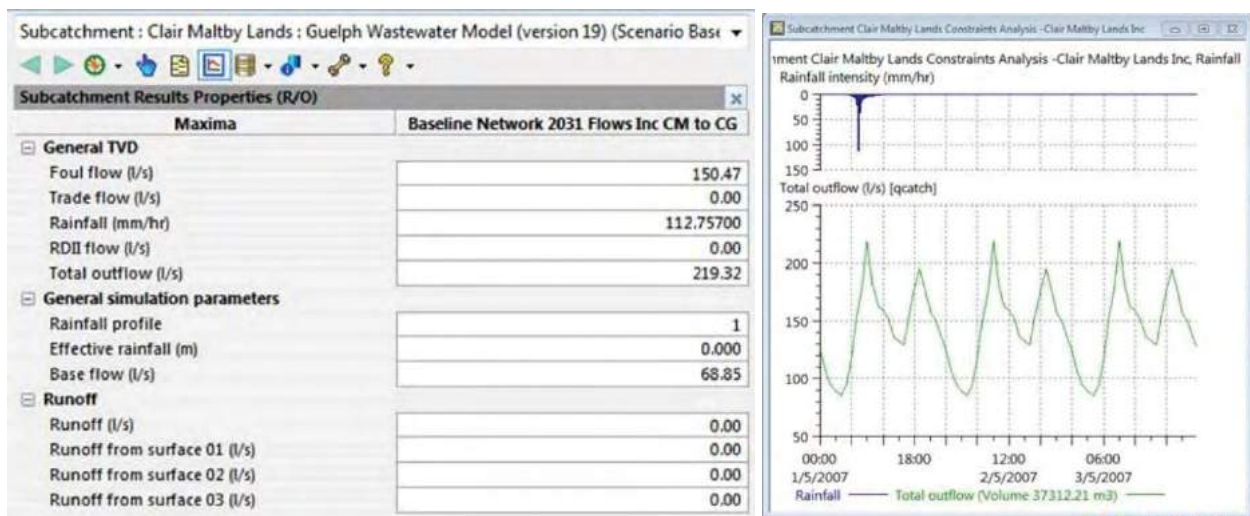 Subcatchment : Clair Maltby Lands : Guelph Wastewater Model (version 19) (Scenario Base
Subcatchment Results Properties (R/O)
Maxima Baseline Network 2031 Flows Inc CM to CG
General TVD
Foul flow (l/s) 150.47
Trade flow (l/s) 0.00
Rainfall (mm/hr) 112.75700
RDII flow (l/s) 0.00
Total outflow (l/s) 219.32
General simulation parameters
Rainfall profile 1
Effective rainfall (m) 0.000
Base flow (l/s) 68.85
Runoff
Runoff (l/s) 0.00
Runoff from surface 01 (l/s) 0.00
Runoff from surface 02 (l/s) 0.00
Runoff from surface 03 (l/s) 0.00
Subcatchment Clair Maltby Lands Constraints Analysis -Clair Maltby Lands Inc
ment Clair Maltby Lands Constraints Analysis -Clair Maltby Lands Inc, Rainfall
Rainfall intensity (mm/hr)
0
50
100
150
Total outflow (l/s) [qcatch]
250
200
150
100
50
00:00 18:00 12:00 06:00
1/5/2007 2/5/2007 3/5/2007
Rainfall Total outflow (Volume 37312.21 m3)